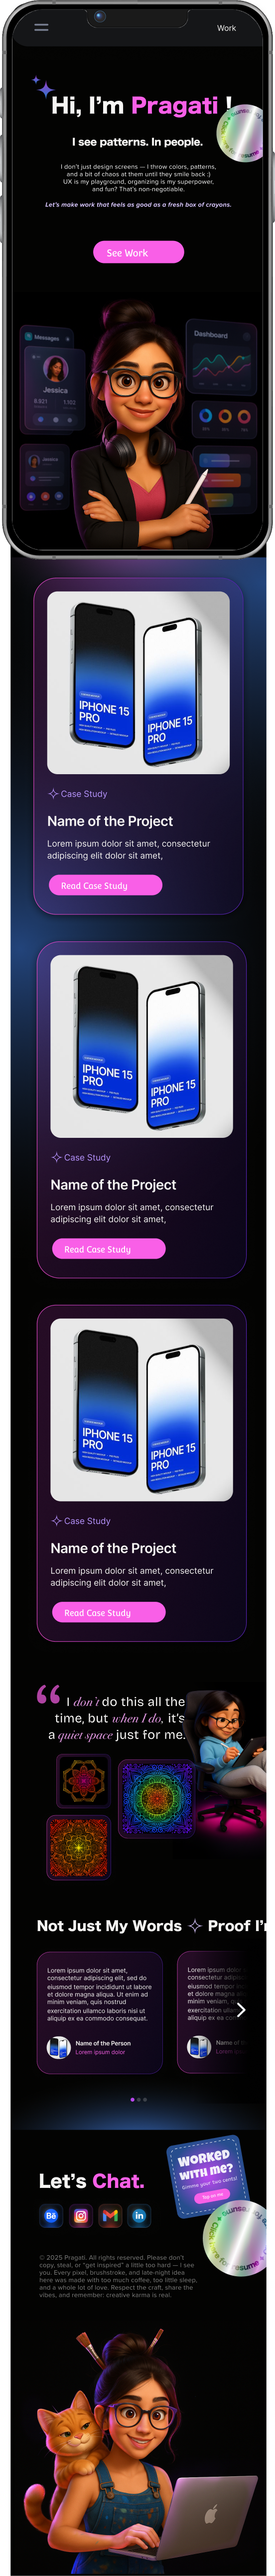 Work
Hi, I'm Pragati !
I see patterns. In people.
I don't just design screens — I throw colors, patterns,
and a bit of chaos at them until they smile back :)
UX is my playground, organizing is my superpower,
and fun? That's non-negotiable.
Let's make work that feels as good as a fresh box of crayons.
See Work
Messages
Jessica
Dashboard
IPHONE 15
PRO
IPHONE 15
PRO
Case Study
Name of the Project
Lorem ipsum dolor sit amet, consectetur
adipiscing elit dolor sit amet,
Read Case Study
IPHONE 15
PRO
IPHONE 15
PRO
Case Study
Name of the Project
Lorem ipsum dolor sit amet, consectetur
adipiscing elit dolor sit amet,
Read Case Study
IPHONE 15
PRO
IPHONE 15
PRO
Case Study
Name of the Project
Lorem ipsum dolor sit amet, consectetur
adipiscing elit dolor sit amet,
Read Case Study
“ I don't do this all the
time, but when I do, it's
a quiet space just for me.
Not Just My Words ✧ Proof I'
Lorem ipsum dolor sit amet,
consectetur adipiscing elit, sed do
eiusmod tempor incididunt ut labore
et dolore magna aliqua. Ut enim ad
minim veniam, quis nostrud
exercitation ullamco laboris nisi ut
aliquip ex ea commodo consequat.
Name of the Person
Lorem ipsum dolor
Lorem ipsum dolor
consectetur
eiusmod tempor
et dolore magna
minim veniam,
exercitation
aliquip ex ea
Name of
WORKED
WITH ME?
Gimme your two cents!
Tap on me
Let's Chat.
Bē
in
for resume
© 2025 Pragati. All rights reserved. Please don't
copy, steal, or "get inspired" a little too hard — I see
you. Every pixel, brushstroke, and late-night idea
here was made with too much coffee, too little sleep,
and a whole lot of love. Respect the craft, share the
vibes, and remember: creative karma is real.